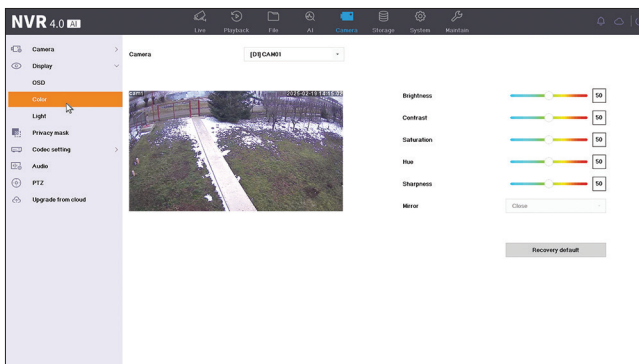 NVR 4.0 AI
Live Playback File AI Camera Storage System Maintain
Camera
Display
OSD
Color
Light
Privacy mask
Codec setting
Audio
PTZ
Upgrade from cloud
Camera [D1] CAM01
cam1
Brightness 50
Contrast 50
Saturation 50
Hue 50
Sharpness 50
Mirror Close
Recovery default